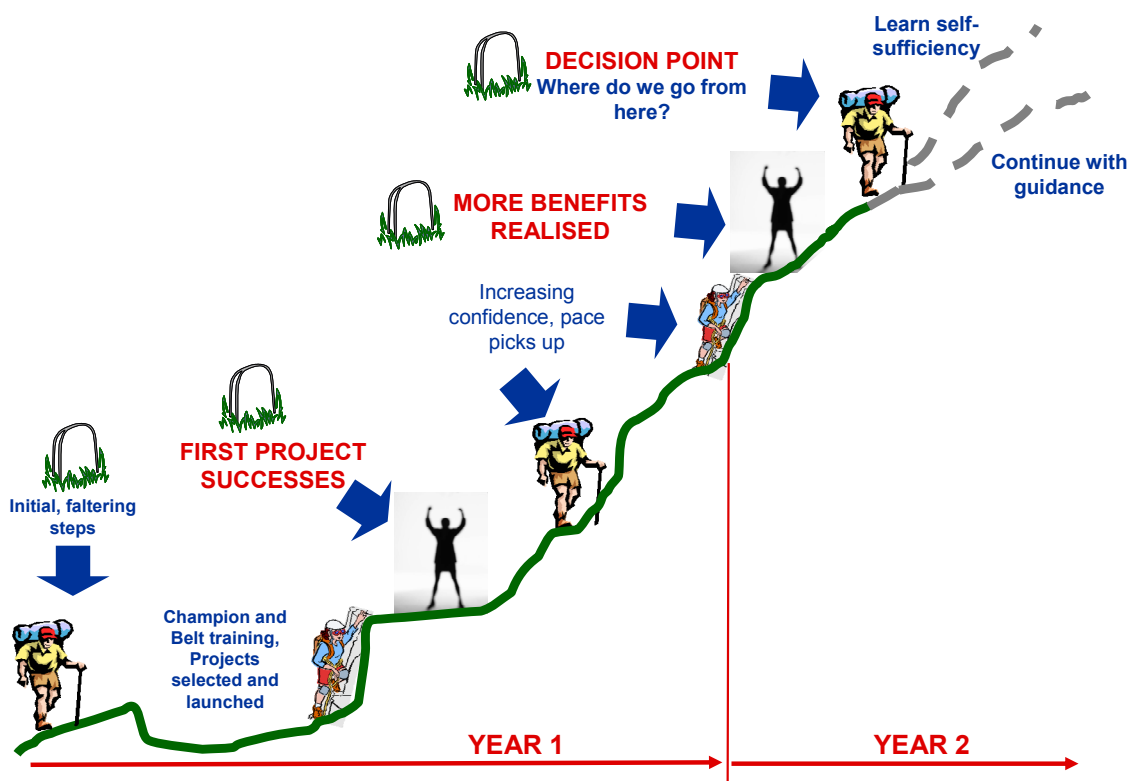 Learn self-
sufficiency
DECISION POINT
Where do we go from
here?
Continue with
guidance
MORE BENEFITS
REALISED
Increasing
confidence, pace
picks up
FIRST PROJECT
SUCCESSES
Initial, faltering
steps
Champion and
Belt training,
Projects
selected and
launched
YEAR 1
YEAR 2